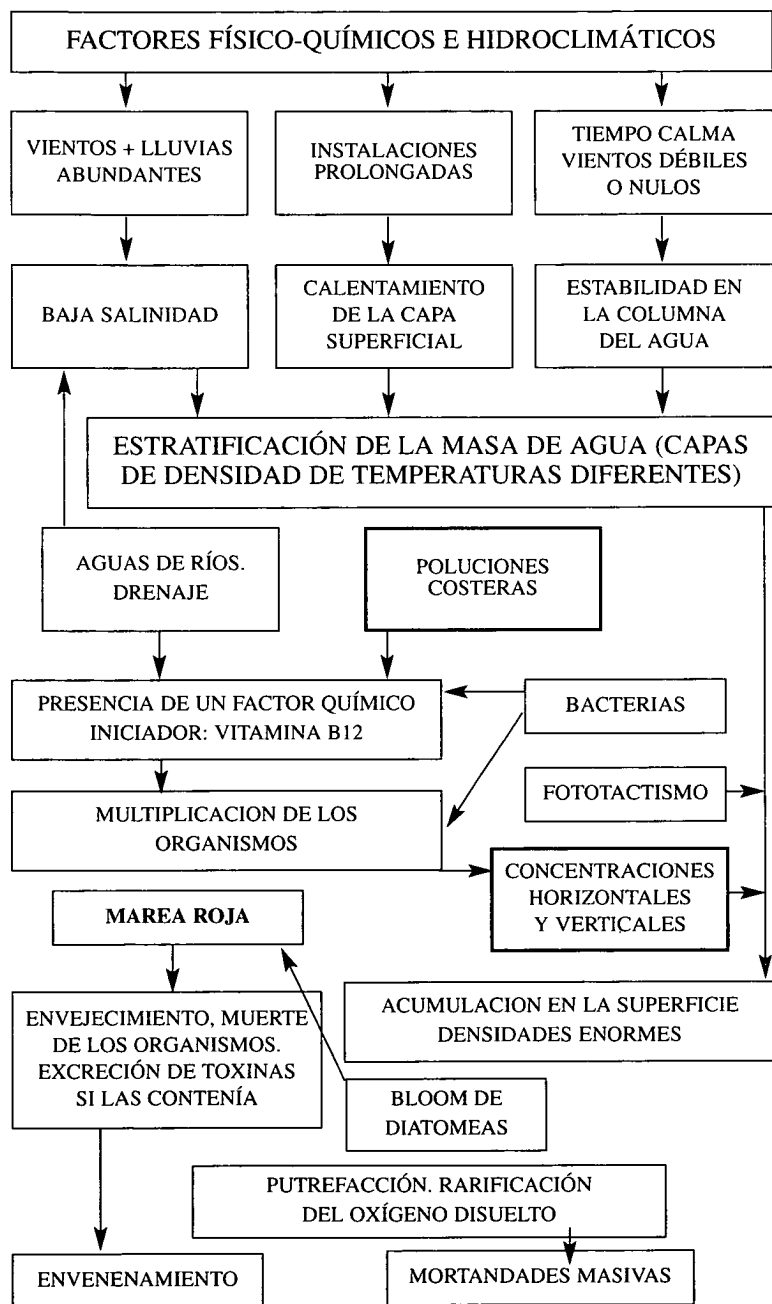 FACTORES FÍSICO-QUÍMICOS E HIDROCLIMÁTICOS
VIENTOS + LLUVIAS
ABUNDANTES
INSTALACIONES
PROLONGADAS
TIEMPO CALMA
VIENTOS DÉBILES
O NULOS
BAJA SALINIDAD
CALENTAMIENTO
DE LA CAPA
SUPERFICIAL
ESTABILIDAD EN
LA COLUMNA
DEL AGUA
ESTRATIFICACIÓN DE LA MASA DE AGUA (CAPAS
DE DENSIDAD DE TEMPERATURAS DIFERENTES)
AGUAS DE RÍOS.
DRENAJE
POLUCIONES
COSTERAS
PRESENCIA DE UN FACTOR QUÍMICO
INICIADOR: VITAMINA B12
BACTERIAS
FOTOTACTISMO
MULTIPLICACION DE LOS
ORGANISMOS
CONCENTRACIONES
HORIZONTALES
Y VERTICALES
MAREA ROJA
ENVEJECIMIENTO, MUERTE
DE LOS ORGANISMOS.
EXCRECIÓN DE TOXINAS
SI LAS CONTENÍA
ACUMULACION EN LA SUPERFICIE
DENSIDADES ENORMES
BLOOM DE
DIATOMEAS
PUTREFACCIÓN. RARIFICACIÓN
DEL OXÍGENO DISUELTO
ENVENENAMIENTO
MORTANDADES MASIVAS